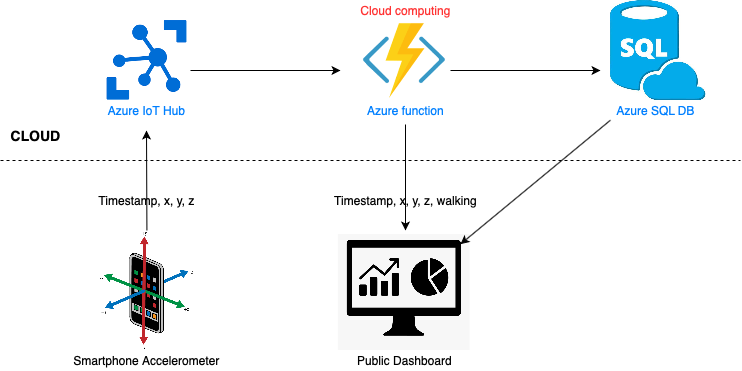 Cloud computing
SQL
Azure IoT Hub
Azure function
Azure SQL DB
CLOUD
Timestamp, x, y, z
Timestamp, x, y, z, walking
Smartphone Accelerometer
Public Dashboard